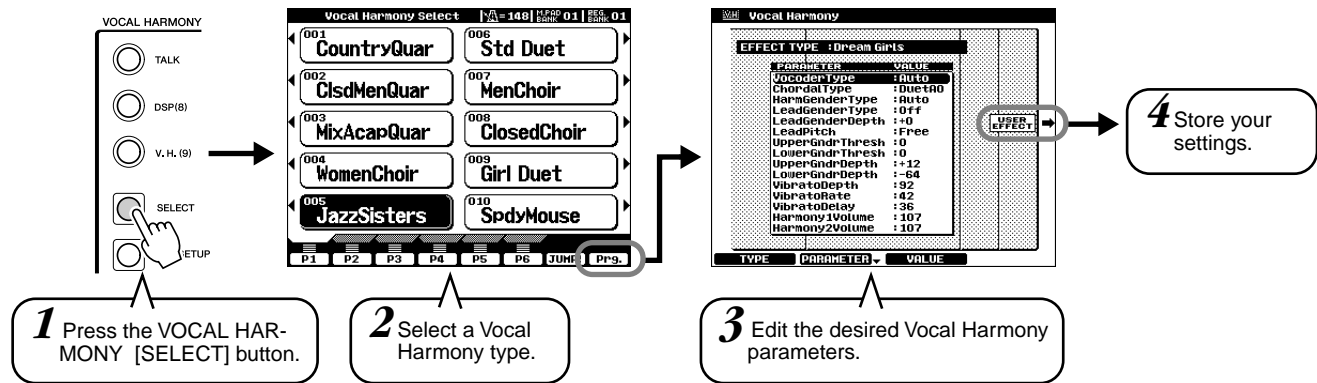 VOCAL HARMONY
TALK
DSP(8)
V. H. (9)
SELECT
ETUP
Vocal Harmony Select
=148
M.PAD BANK 01
REG. BANK 01
001
CountryQuar
006
Std Duet
002
ClsdMenQuar
007
MenChoir
003
MixAcapQuar
008
ClosedChoir
004
WomenChoir
009
Girl Duet
005
JazzSisters
010
SpdyMouse
P1 P2 P3 P4 P5 P6 JUMP Prg.
V.H. Vocal Harmony
EFFECT TYPE :Dream Girls
PARAMETER VALUE
VocoderType :Auto
ChordalType :DuetAO
HarmGenderType :Auto
LeadGenderType :Off
LeadGenderDepth :+0
LeadPitch :Free
UpperGndrThresh :0
LowerGndrThresh :0
UpperGndrDepth :+12
LowerGndrDepth :-64
VibratoDepth :92
VibratoRate :42
VibratoDelay :36
Harmony1Volume :107
Harmony2Volume :107
USER
EFFECT
TYPE PARAMETER VALUE
1 Press the VOCAL HAR-
MONY [SELECT] button.
2 Select a Vocal
Harmony type.
3 Edit the desired Vocal Harmony
parameters.
4 Store your
settings.